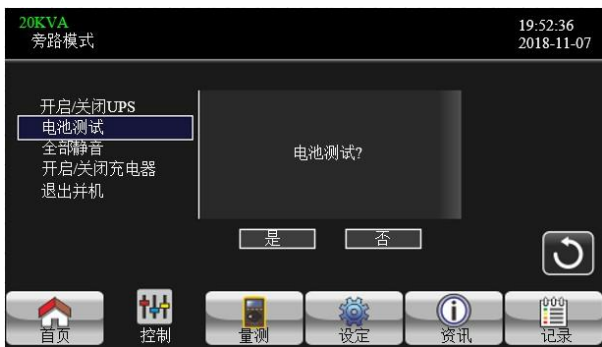 20KVA
旁路模式
19:52:36
2018-11-07
开启/关闭UPS
电池测试
全部静音
开启/关闭充电器
退出并机
电池测试?
是
否
首页
控制
量测
设定
资讯
记录